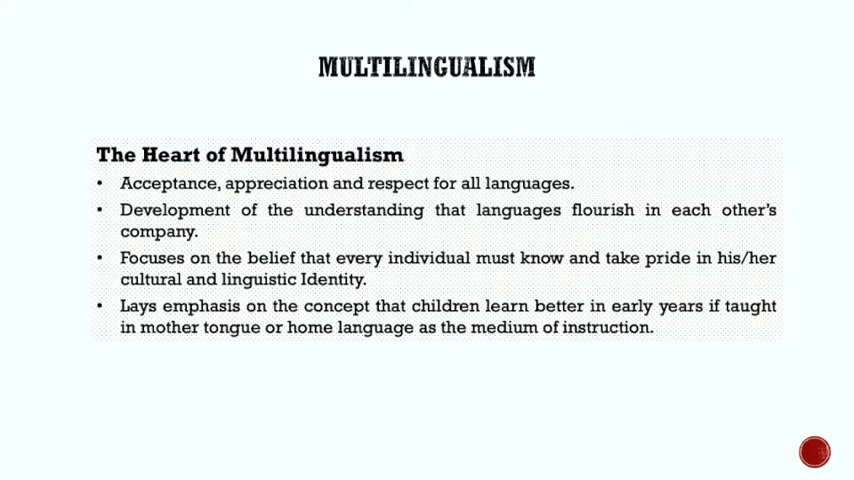 MULTILINGUALISM
The Heart of Multilingualism
• Acceptance, appreciation and respect for all languages.
• Development of the understanding that languages flourish in each other's
company.
• Focuses on the belief that every individual must know and take pride in his/her
cultural and linguistic Identity.
• Lays emphasis on the concept that children learn better in early years if taught
in mother tongue or home language as the medium of instruction.